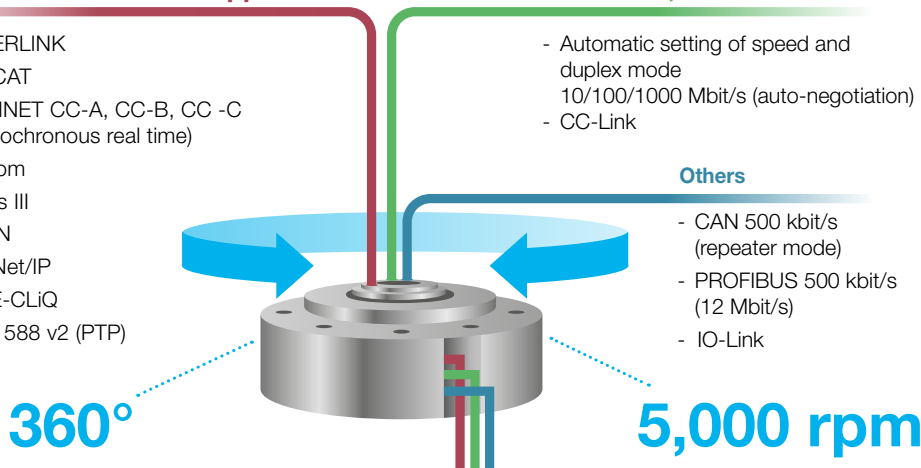 ERLINK
CAT
INET CC-A, CC-B, CC -C
ochronous real time)
om
s III
N
Net/IP
E-CLiQ
588 v2 (PTP)
- Automatic setting of speed and
duplex mode
10/100/1000 Mbit/s (auto-negotiation)
- CC-Link
Others
- CAN 500 kbit/s
(repeater mode)
- PROFIBUS 500 kbit/s
(12 Mbit/s)
- IO-Link
360°
5,000 rpm